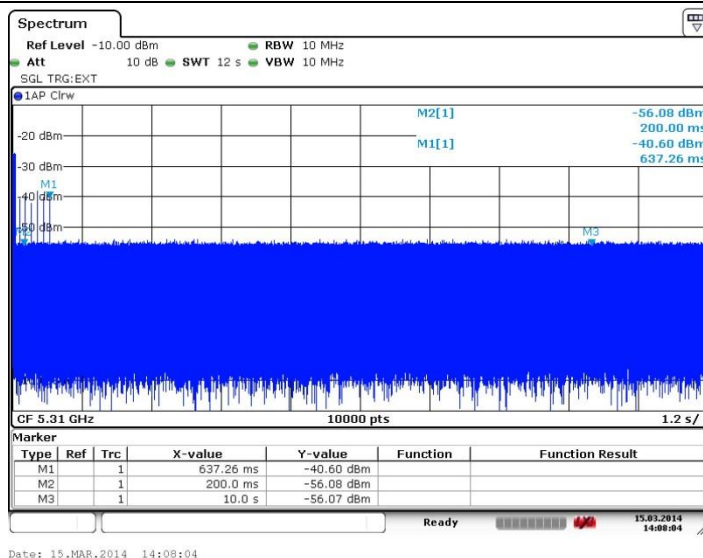 Spectrum
Ref Level -10.00 dBm RBW 10 MHz
Att 10 dB SWT 12 s VBW 10 MHz
SGL TRG:EXT
1AP Clrw
M2[1] -56.08 dBm
200.00 ms
M1[1] -40.60 dBm
637.26 ms
-20 dBm
-30 dBm
M1
-40 dBm
-50 dBm
M2
M3
CF 5.31 GHz 10000 pts 1.2 s/
Marker
Type Ref Trc X-value Y-value Function Function Result
M1 1 637.26 ms -40.60 dBm
M2 1 200.0 ms -56.08 dBm
M3 1 10.0 s -56.07 dBm
Ready 15.03.2014
14:08:04
Date: 15.MAR.2014 14:08:04